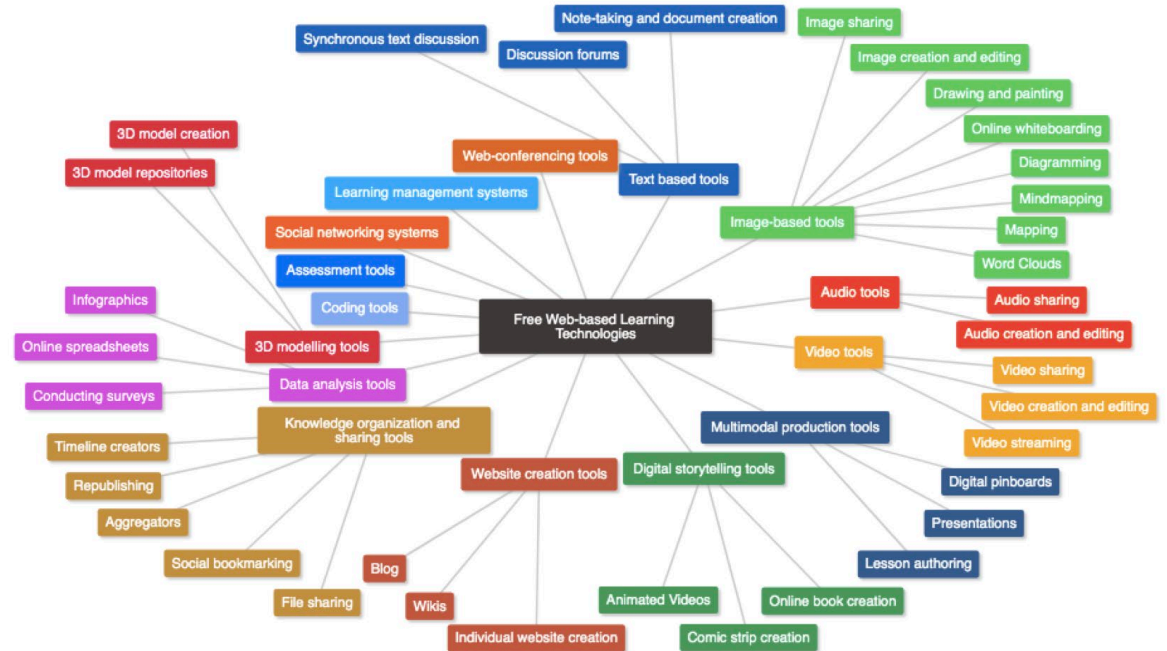 Note-taking and document creation
Image sharing
Synchronous text discussion
Discussion forums
Image creation and editing
Drawing and painting
3D model creation
Online whiteboarding
Web-conferencing tools
Diagramming
3D model repositories
Text based tools
Learning management systems
Mindmapping
Image-based tools
Mapping
Social networking systems
Word Clouds
Assessment tools
Audio tools
Infographics
Audio sharing
Coding tools
Free Web-based Learning
Technologies
Audio creation and editing
Online spreadsheets
3D modelling tools
Video tools
Video sharing
Data analysis tools
Conducting surveys
Video creation and editing
Knowledge organization and
sharing tools
Multimodal production tools
Video streaming
Timeline creators
Website creation tools
Digital storytelling tools
Digital pinboards
Republishing
Aggregators
Presentations
Social bookmarking
Blog
Lesson authoring
File sharing
Wikis
Animated Videos
Online book creation
Individual website creation
Comic strip creation